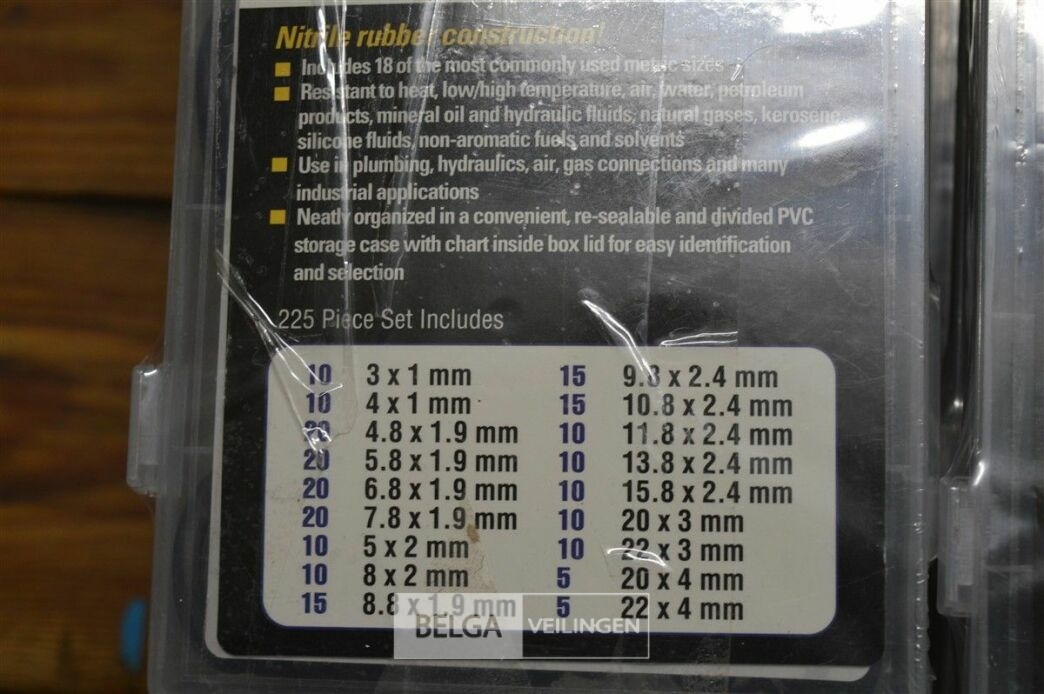 Nitrile rubber construction!
Includes 18 of the most commonly used metric sizes
Resistant to heat, low/high temperature, air, water, petroleum
products, mineral oil and hydraulic fluids, natural gases, kerosene,
silicone fluids, non-aromatic fuels and solvents
Use in plumbing, hydraulics, air, gas connections and many
industrial applications
Neatly organized in a convenient, re-sealable and divided PVC
storage case with chart inside box lid for easy identification
and selection
225 Piece Set Includes
10 3 x 1 mm 15 9.8 x 2.4 mm
10 4 x 1 mm 15 10.8 x 2.4 mm
20 4.8 x 1.9 mm 10 11.8 x 2.4 mm
20 5.8 x 1.9 mm 10 13.8 x 2.4 mm
20 6.8 x 1.9 mm 10 15.8 x 2.4 mm
20 7.8 x 1.9 mm 10 20 x 3 mm
10 5 x 2 mm 10 22 x 3 mm
10 8 x 2 mm 5 20 x 4 mm
15 8.8 x 1.9 mm 5 22 x 4 mm
BELGA VEILINGEN